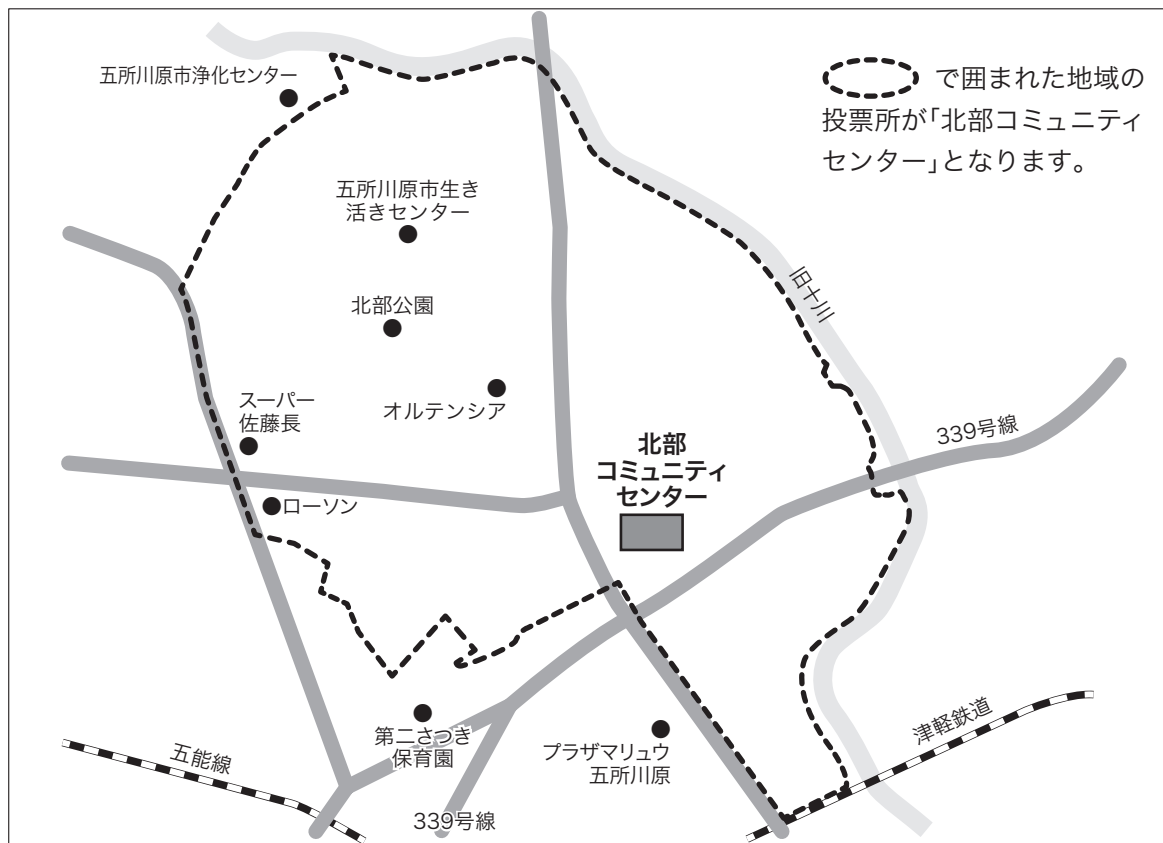 五所川原市浄化センター
で囲まれた地域の
投票所が「北部コミュニティ
センター」となります。
五所川原市生き
活きセンター
北部公園
旧十川
スーパー
佐藤長
オルテンシア
339号線
北部
コミュニティ
センター
ローソン
第二さつき
保育園
プラザマリュウ
五所川原
津軽鉄道
五能線
339号線